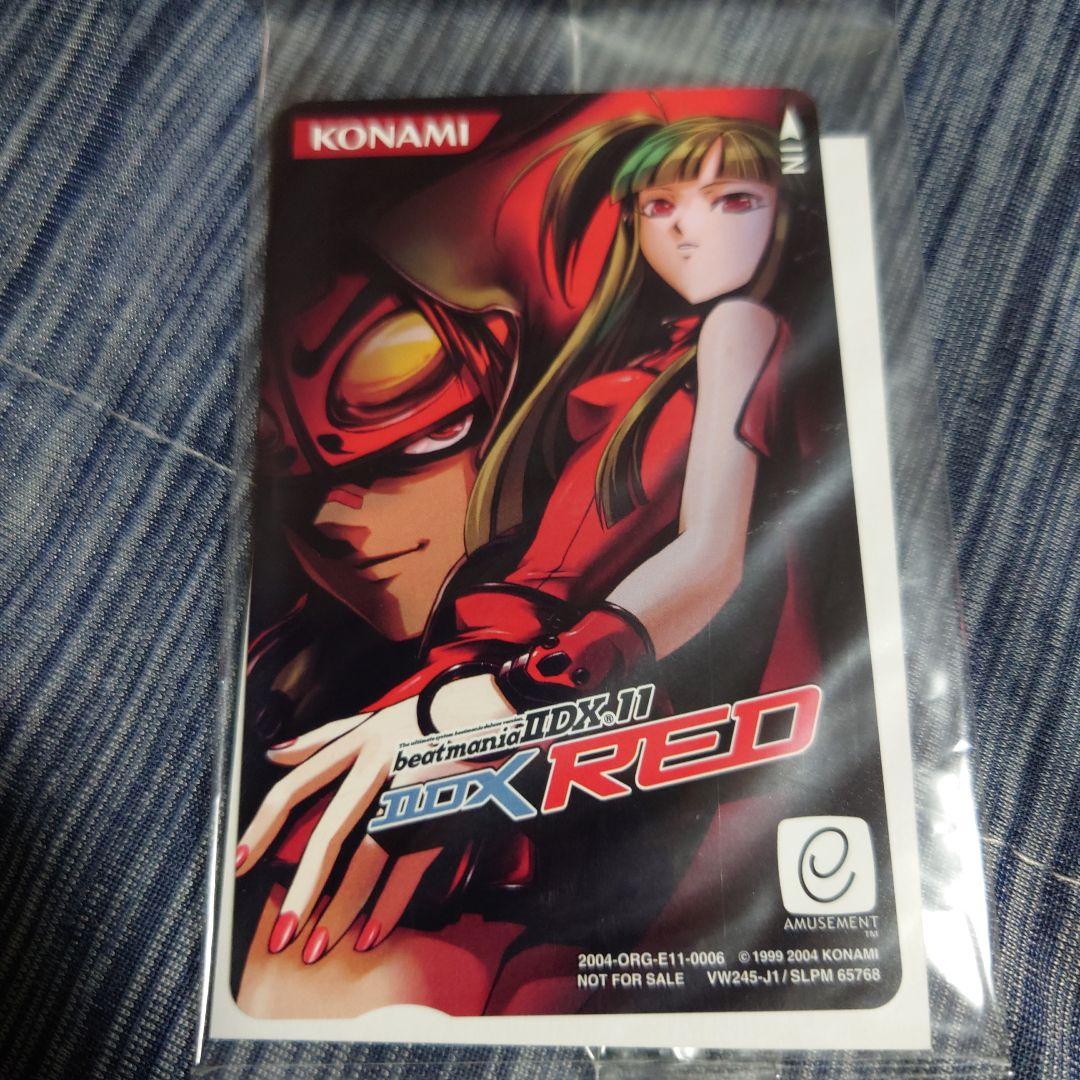 KONAMI
IN
The ultimate system beatmania deluxe version.
beatmania IIDX® 11
IIDX RED
e
AMUSEMENT
TM
2004-ORG-E11-0006 © 1999 2004 KONAMI
NOT FOR SALE VW245-J1 / SLPM 65768